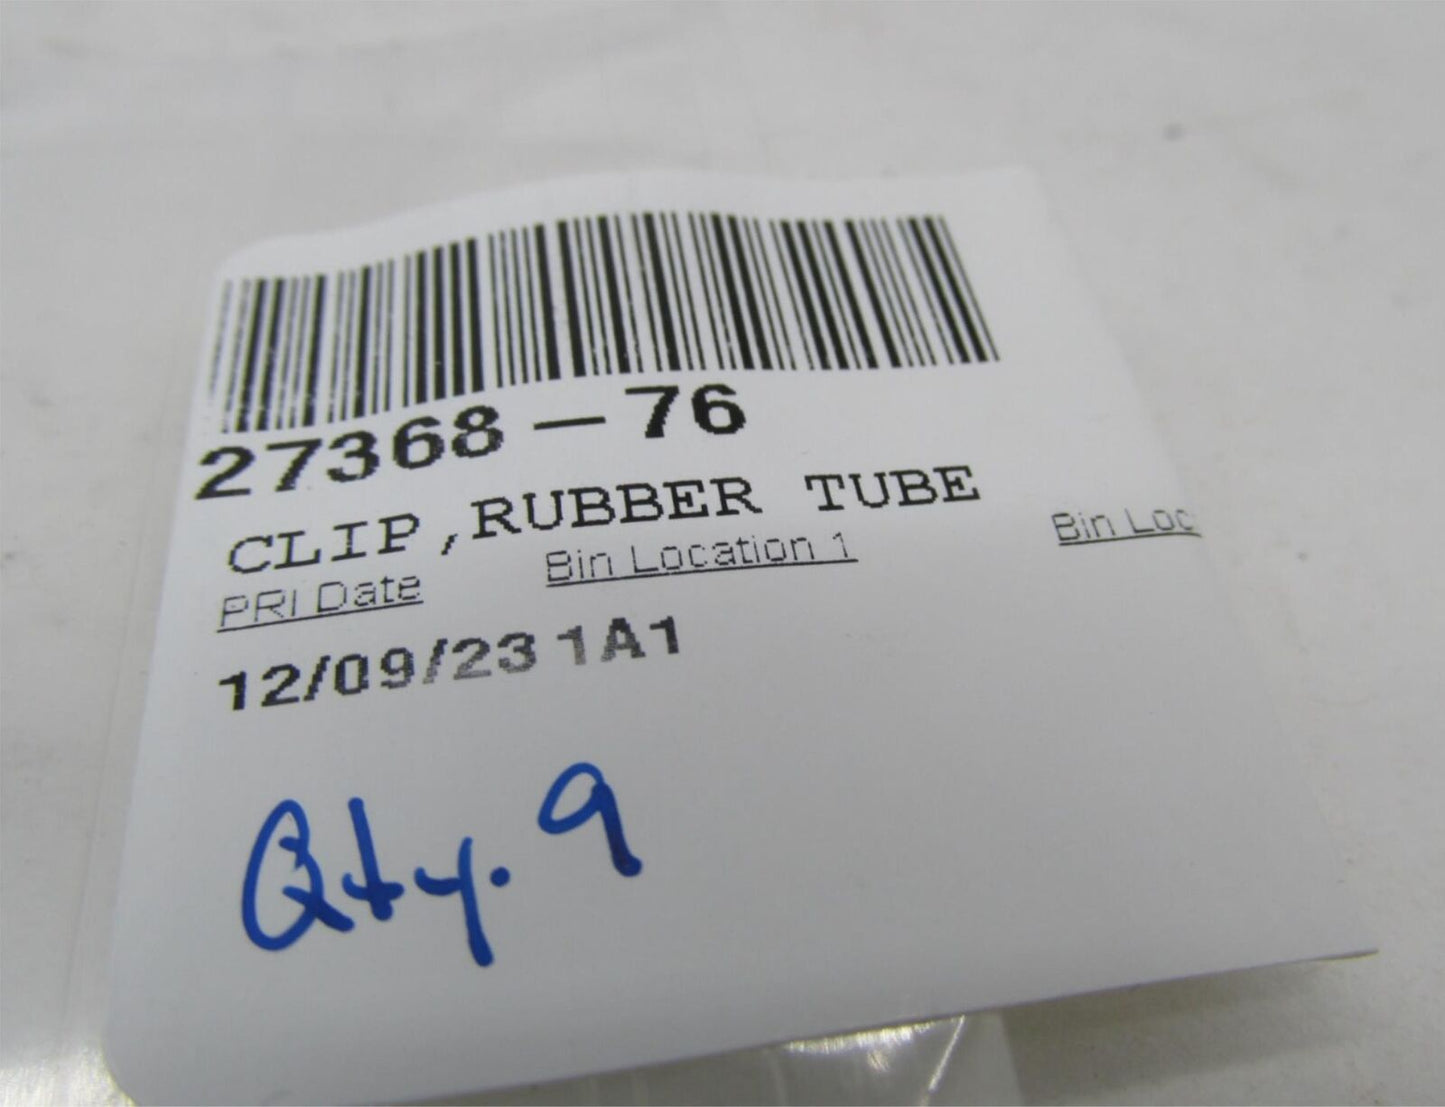 27368-76
CLIP,RUBBER TUBE
PRI Date Bin Location 1 Bin Loc
12/09/23 1A1
Qty. 9